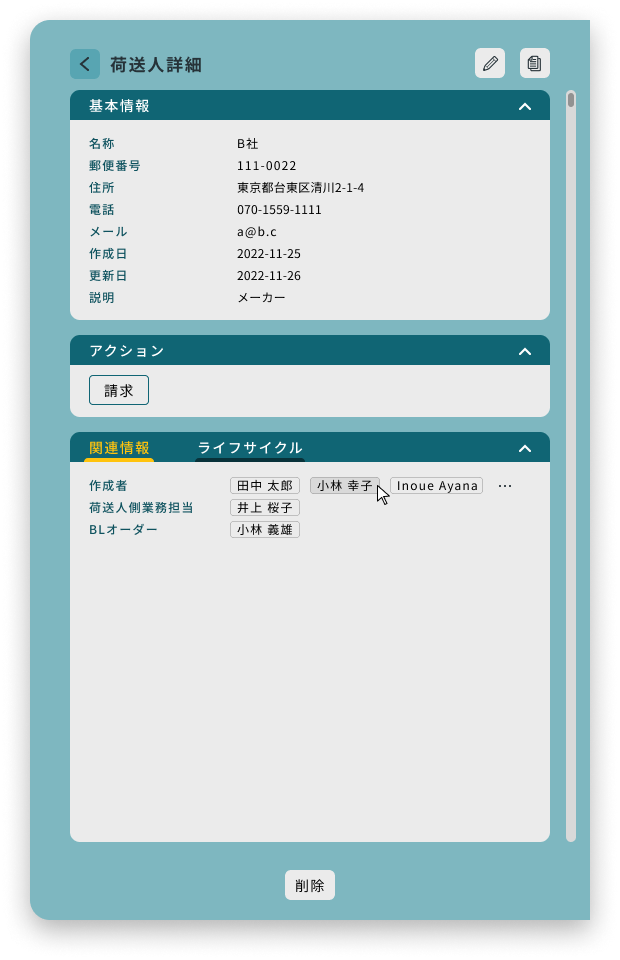 荷送人詳細
基本情報
名称 B社
郵便番号 111-0022
住所 東京都台東区清川2-1-4
電話 070-1559-1111
メール a@b.c
作成日 2022-11-25
更新日 2022-11-26
説明 メーカー
アクション
請求
関連情報 ライフサイクル
作成者 田中 太郎 小林 幸子 Inoue Ayana …
荷送人側業務担当 井上 桜子
BLオーダー 小林 義雄
削除